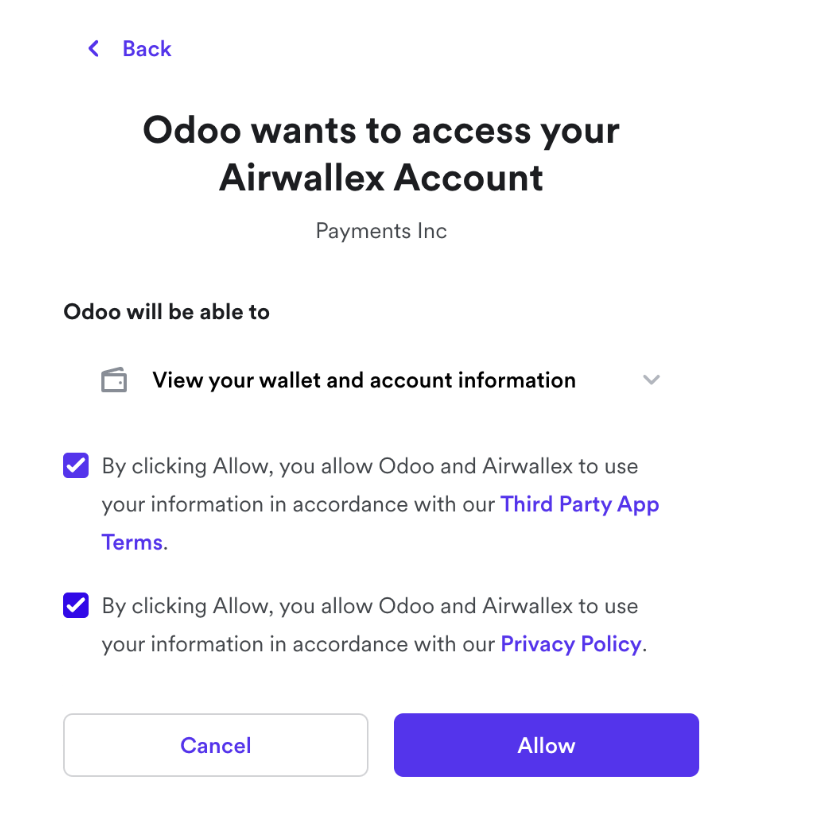 Back
Odoo wants to access your
Airwallex Account
Payments Inc
Odoo will be able to
View your wallet and account information
By clicking Allow, you allow Odoo and Airwallex to use
your information in accordance with our Third Party App
Terms.
By clicking Allow, you allow Odoo and Airwallex to use
your information in accordance with our Privacy Policy.
Cancel
Allow